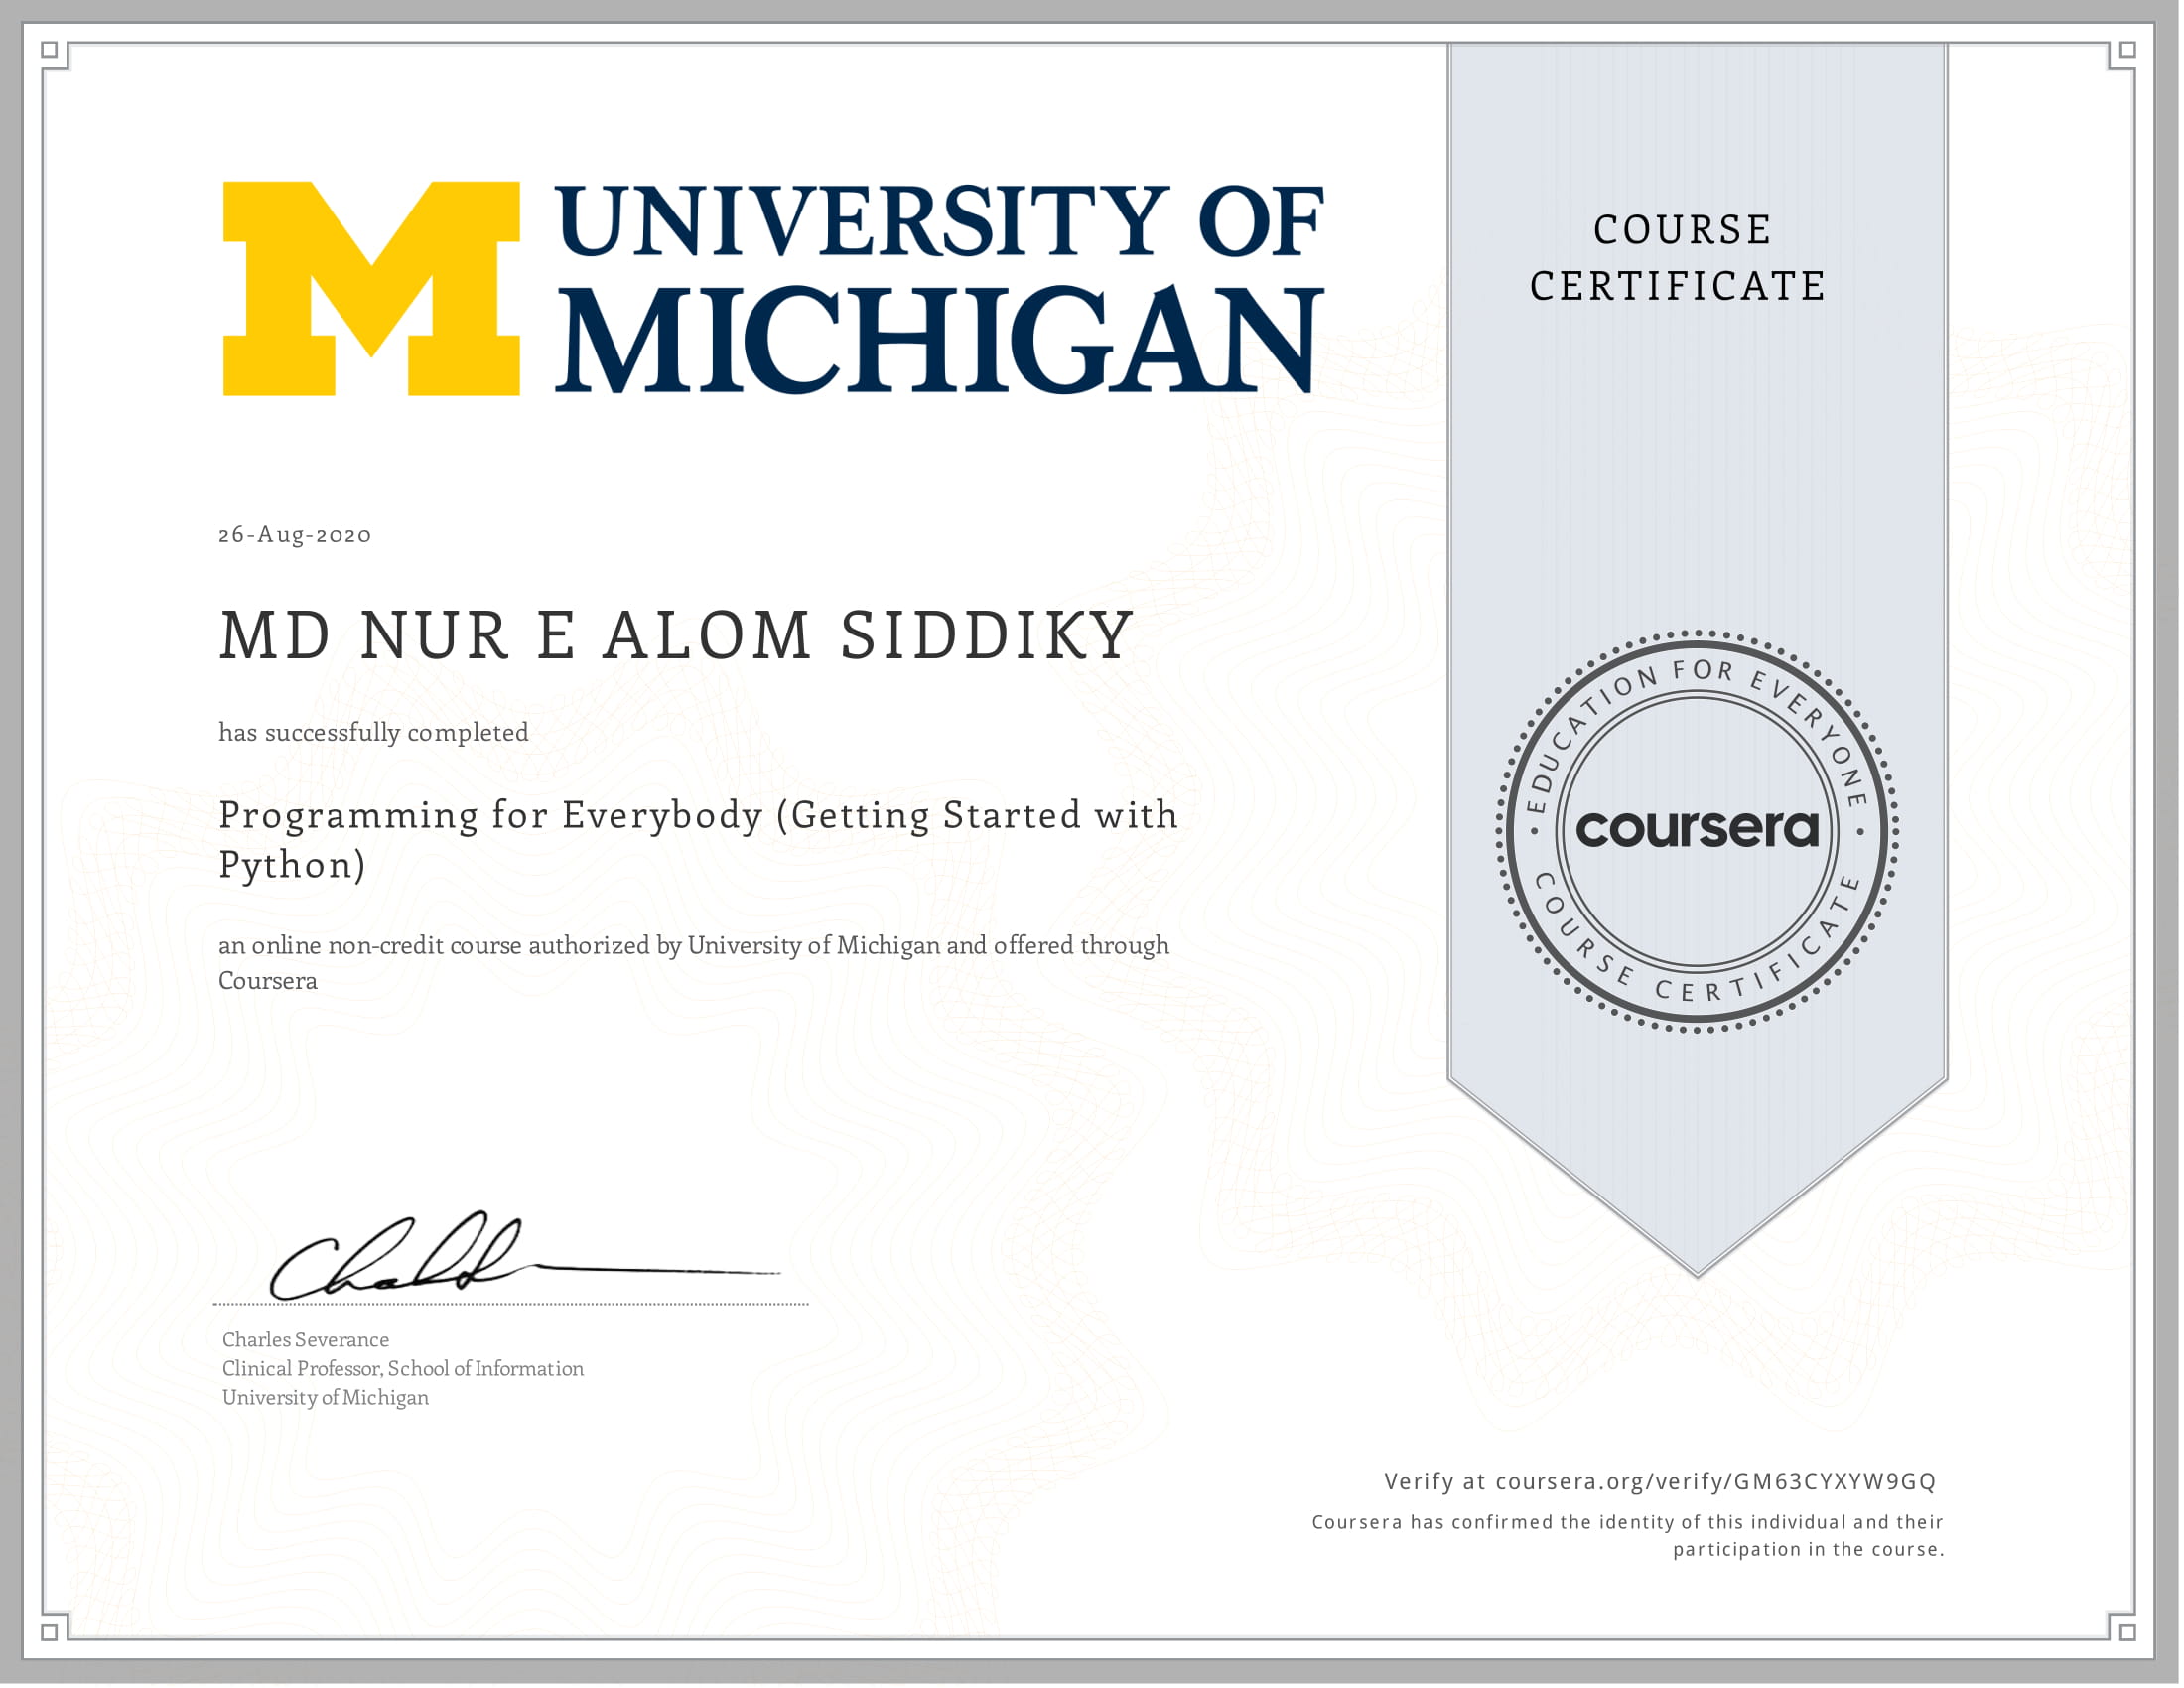 UNIVERSITY OF
MICHIGAN
COURSE
CERTIFICATE
26-Aug-2020
MD NUR E ALOM SIDDIKY
has successfully completed
Programming for Everybody (Getting Started with
Python)
an online non-credit course authorized by University of Michigan and offered through
Coursera
EDUCATION FOR EVERYONE
coursera
COURSE CERTIFICATE
Charles Severance
Clinical Professor, School of Information
University of Michigan
Verify at coursera.org/verify/GM63CYXYW9GQ
Coursera has confirmed the identity of this individual and their
participation in the course.